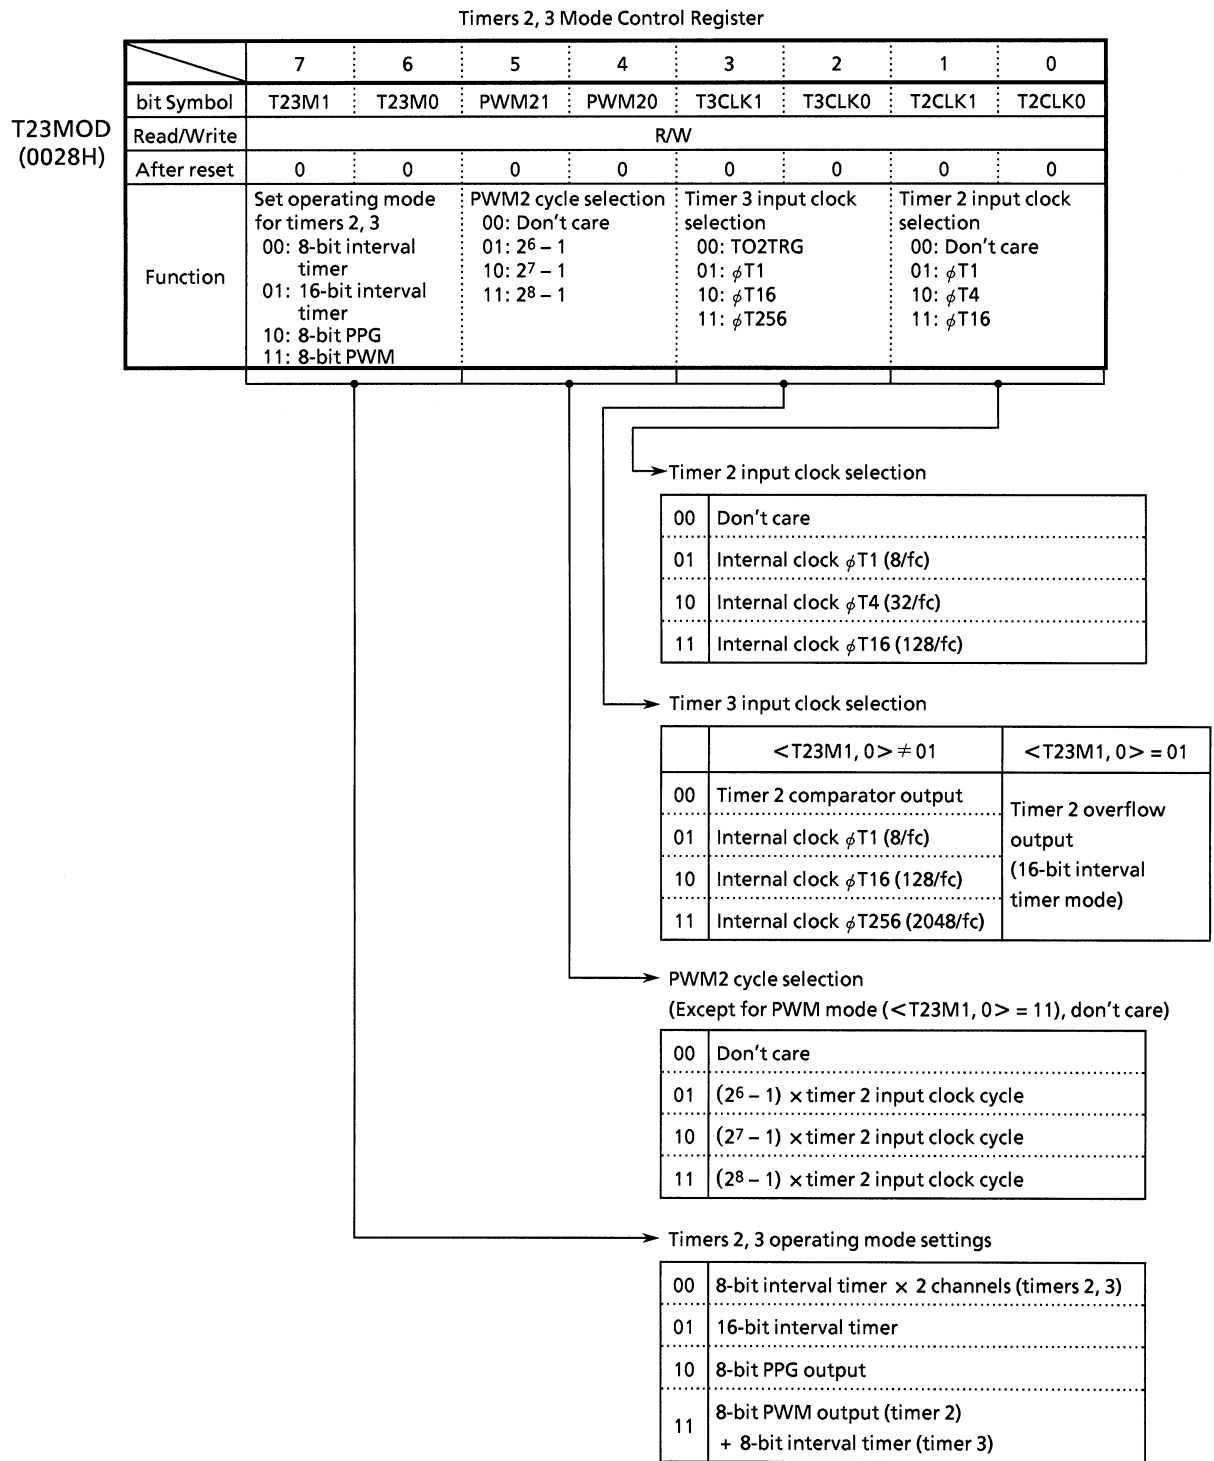 Timers 2, 3 Mode Control Register
T23MOD
(0028H)
7 6 5 4 3 2 1 0
bit Symbol T23M1 T23M0 PWM21 PWM20 T3CLK1 T3CLK0 T2CLK1 T2CLK0
Read/Write R/W
After reset 0 0 0 0 0 0 0 0
Function
Set operating mode
for timers 2, 3
00: 8-bit interval
timer
01: 16-bit interval
timer
10: 8-bit PPG
11: 8-bit PWM
PWM2 cycle selection
00: Don't care
01: 2⁶ – 1
10: 2⁷ – 1
11: 2⁸ – 1
Timer 3 input clock
selection
00: TO2TRG
01: ϕT1
10: ϕT16
11: ϕT256
Timer 2 input clock
selection
00: Don't care
01: ϕT1
10: ϕT4
11: ϕT16
Timer 2 input clock selection
00 Don't care
01 Internal clock ϕT1 (8/fc)
10 Internal clock ϕT4 (32/fc)
11 Internal clock ϕT16 (128/fc)
Timer 3 input clock selection
<T23M1, 0> ≠ 01 <T23M1, 0> = 01
00 Timer 2 comparator output
01 Internal clock ϕT1 (8/fc)
10 Internal clock ϕT16 (128/fc)
11 Internal clock ϕT256 (2048/fc)
Timer 2 overflow
output
(16-bit interval
timer mode)
PWM2 cycle selection
(Except for PWM mode (<T23M1, 0> = 11), don't care)
00 Don't care
01 (2⁶ – 1) × timer 2 input clock cycle
10 (2⁷ – 1) × timer 2 input clock cycle
11 (2⁸ – 1) × timer 2 input clock cycle
Timers 2, 3 operating mode settings
00 8-bit interval timer × 2 channels (timers 2, 3)
01 16-bit interval timer
10 8-bit PPG output
11 8-bit PWM output (timer 2)
+ 8-bit interval timer (timer 3)